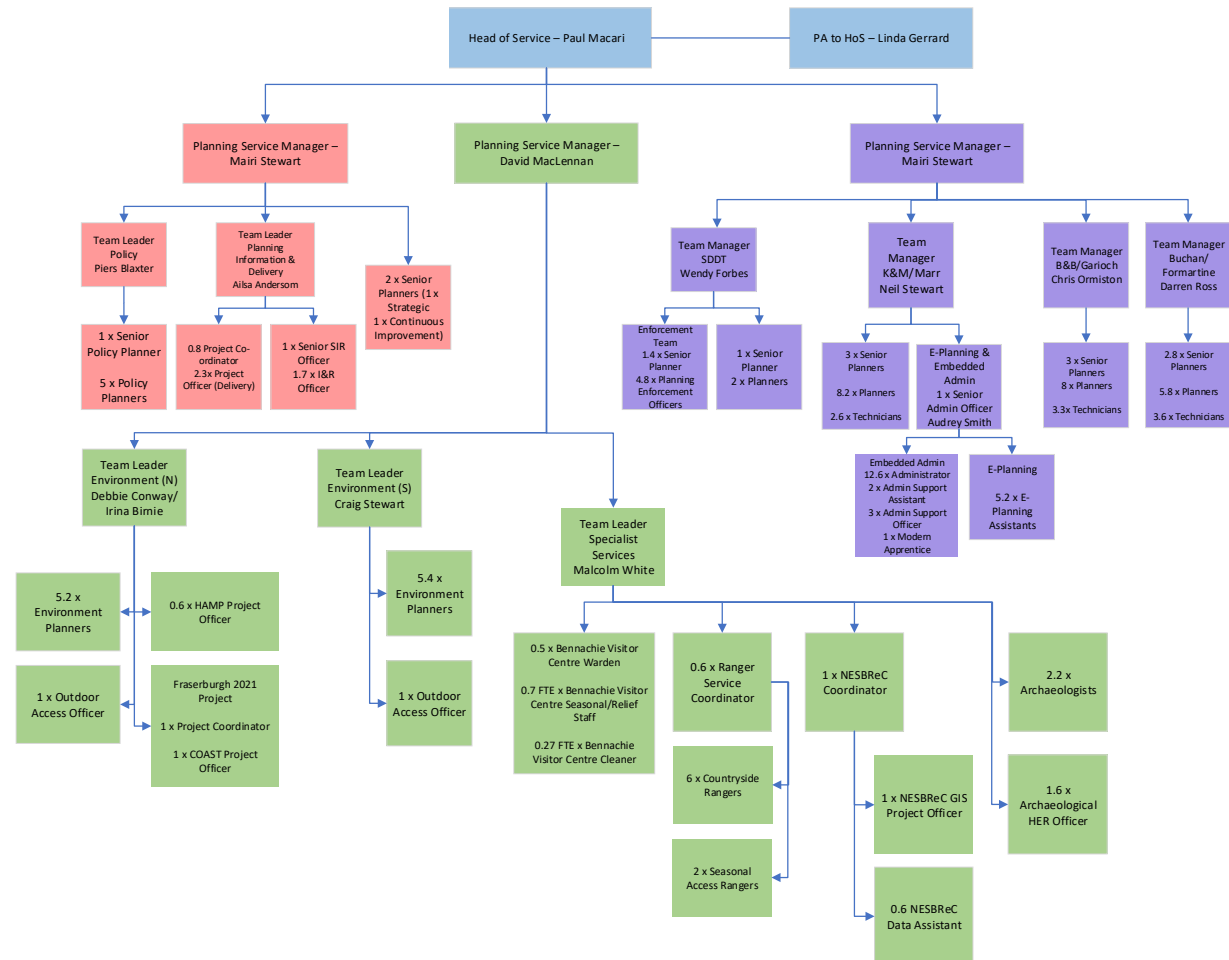 Head of Service – Paul Macari
PA to HoS – Linda Gerrard
Planning Service Manager –
Mairi Stewart
Planning Service Manager –
David MacLennan
Planning Service Manager –
Mairi Stewart
Team Leader
Policy
Piers Blaxter
Team Leader
Planning
Information &
Delivery
Ailsa Anderson
2 x Senior
Planners (1 x
Strategic
1 x Continuous
Improvement)
1 x Senior
Policy Planner
5 x Policy
Planners
0.8 Project Co-
ordinator
2.3x Project
Officer (Delivery)
1 x Senior SIR
Officer
1.7 x I&R
Officer
Team Manager
SDDT
Wendy Forbes
Team
Manager
K&M/Marr
Neil Stewart
Team Manager
B&B/Garioch
Chris Ormiston
Team Manager
Buchan/
Formartine
Darren Ross
Enforcement
Team
1.4 x Senior
Planner
4.8 x Planning
Enforcement
Officers
1 x Senior
Planner
2 x Planners
3 x Senior
Planners
8.2 x Planners
2.6 x Technicians
E-Planning &
Embedded
Admin
1 x Senior
Admin Officer
Audrey Smith
3 x Senior
Planners
8 x Planners
3.3x Technicians
2.8 x Senior
Planners
5.8 x Planners
3.6 x Technicians
Embedded Admin
12.6 x Administrator
2 x Admin Support
Assistant
3 x Admin Support
Officer
1 x Modern
Apprentice
E-Planning
5.2 x E-
Planning
Assistants
Team Leader
Environment (N)
Debbie Conway/
Irina Birnie
Team Leader
Environment (S)
Craig Stewart
Team Leader
Specialist
Services
Malcolm White
5.2 x
Environment
Planners
0.6 x HAMP Project
Officer
1 x Outdoor
Access Officer
Fraserburgh 2021
Project
1 x Project Coordinator
1 x COAST Project
Officer
5.4 x
Environment
Planners
1 x Outdoor
Access Officer
0.5 x Bennachie Visitor
Centre Warden
0.7 FTE x Bennachie Visitor
Centre Seasonal/Relief
Staff
0.27 FTE x Bennachie
Visitor Centre Cleaner
0.6 x Ranger
Service
Coordinator
6 x Countryside
Rangers
2 x Seasonal
Access Rangers
1 x NESBReC
Coordinator
1 x NESBReC GIS
Project Officer
0.6 NESBReC
Data Assistant
2.2 x
Archaeologists
1.6 x
Archaeological
HER Officer